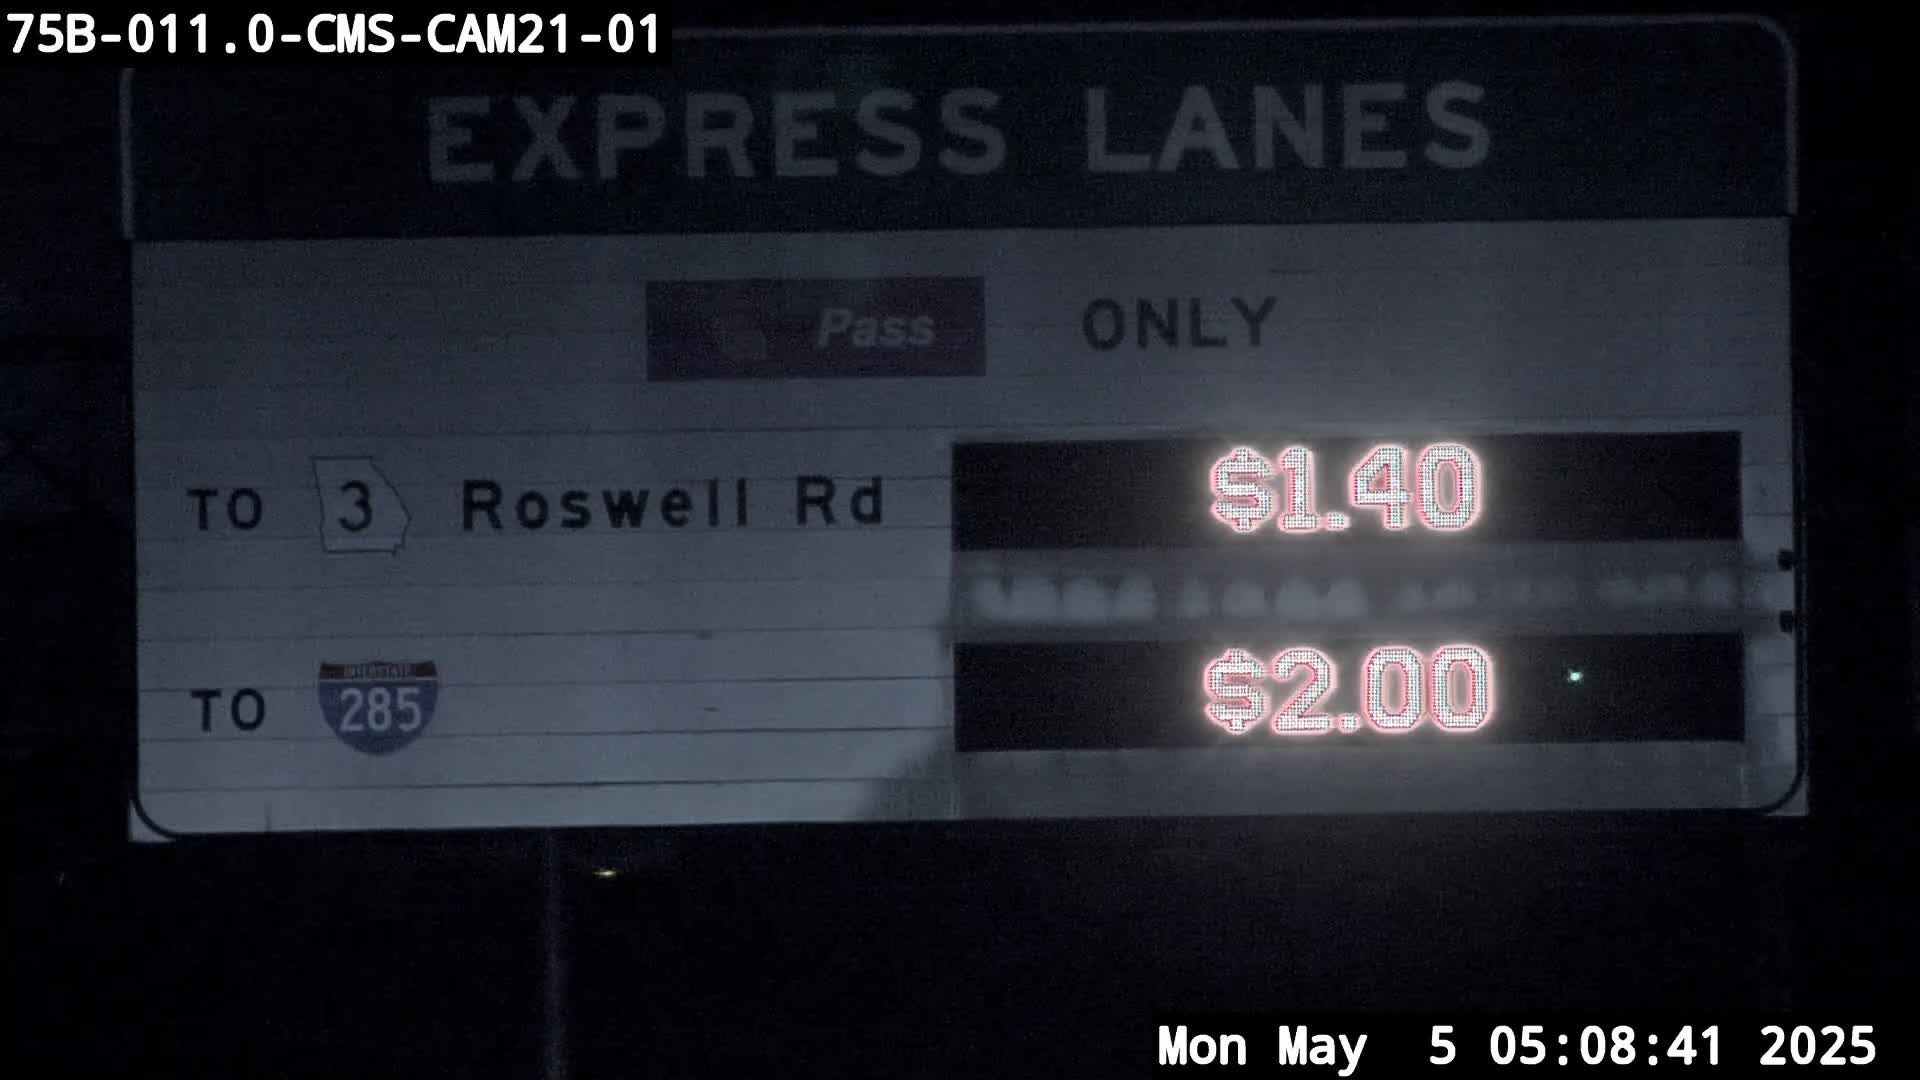 75B-011.0-CMS-CAM21-01
EXPRESS LANES
Pass ONLY
TO 3 Roswell Rd $1.40
INTERSTATE
TO 285 $2.00
Mon May 5 05:08:41 2025